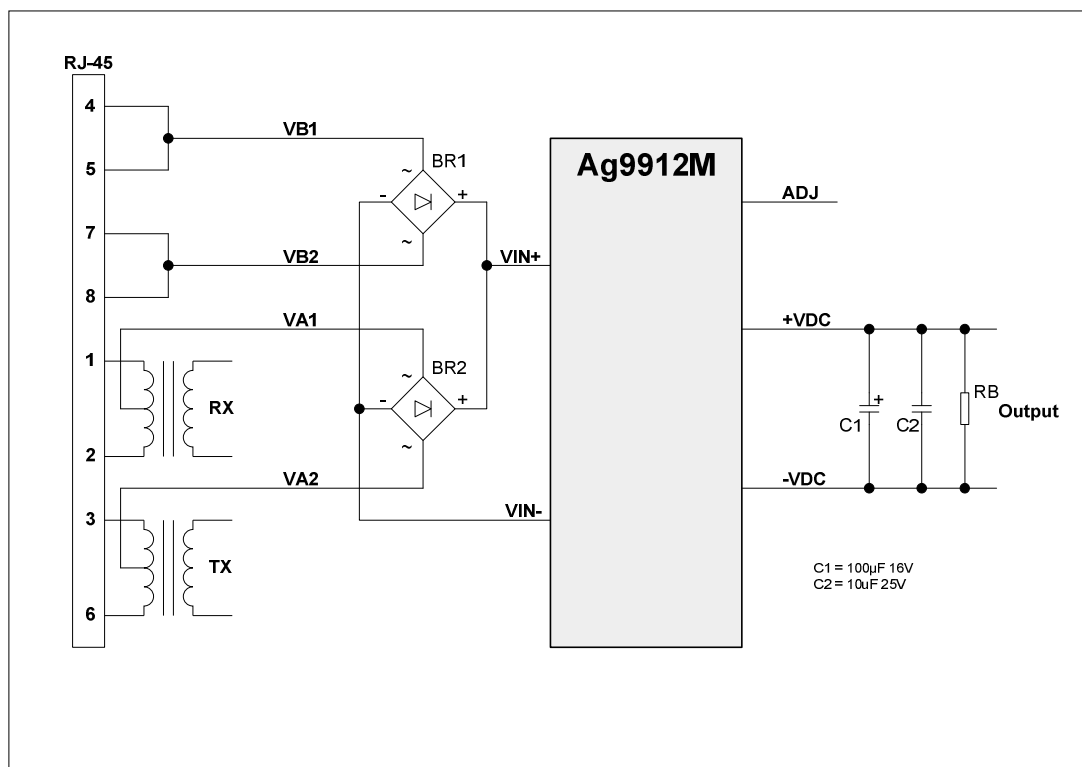 RJ-45
4
5
7
8
1
2
3
6
VB1
VB2
VA1
VA2
RX
TX
~
BR1
-
+
~
~
BR2
-
+
~
VIN+
VIN-
Ag9912M
ADJ
+VDC
-VDC
+
C1
C2
RB
Output
C1 = 100µF 16V
C2 = 10uF 25V